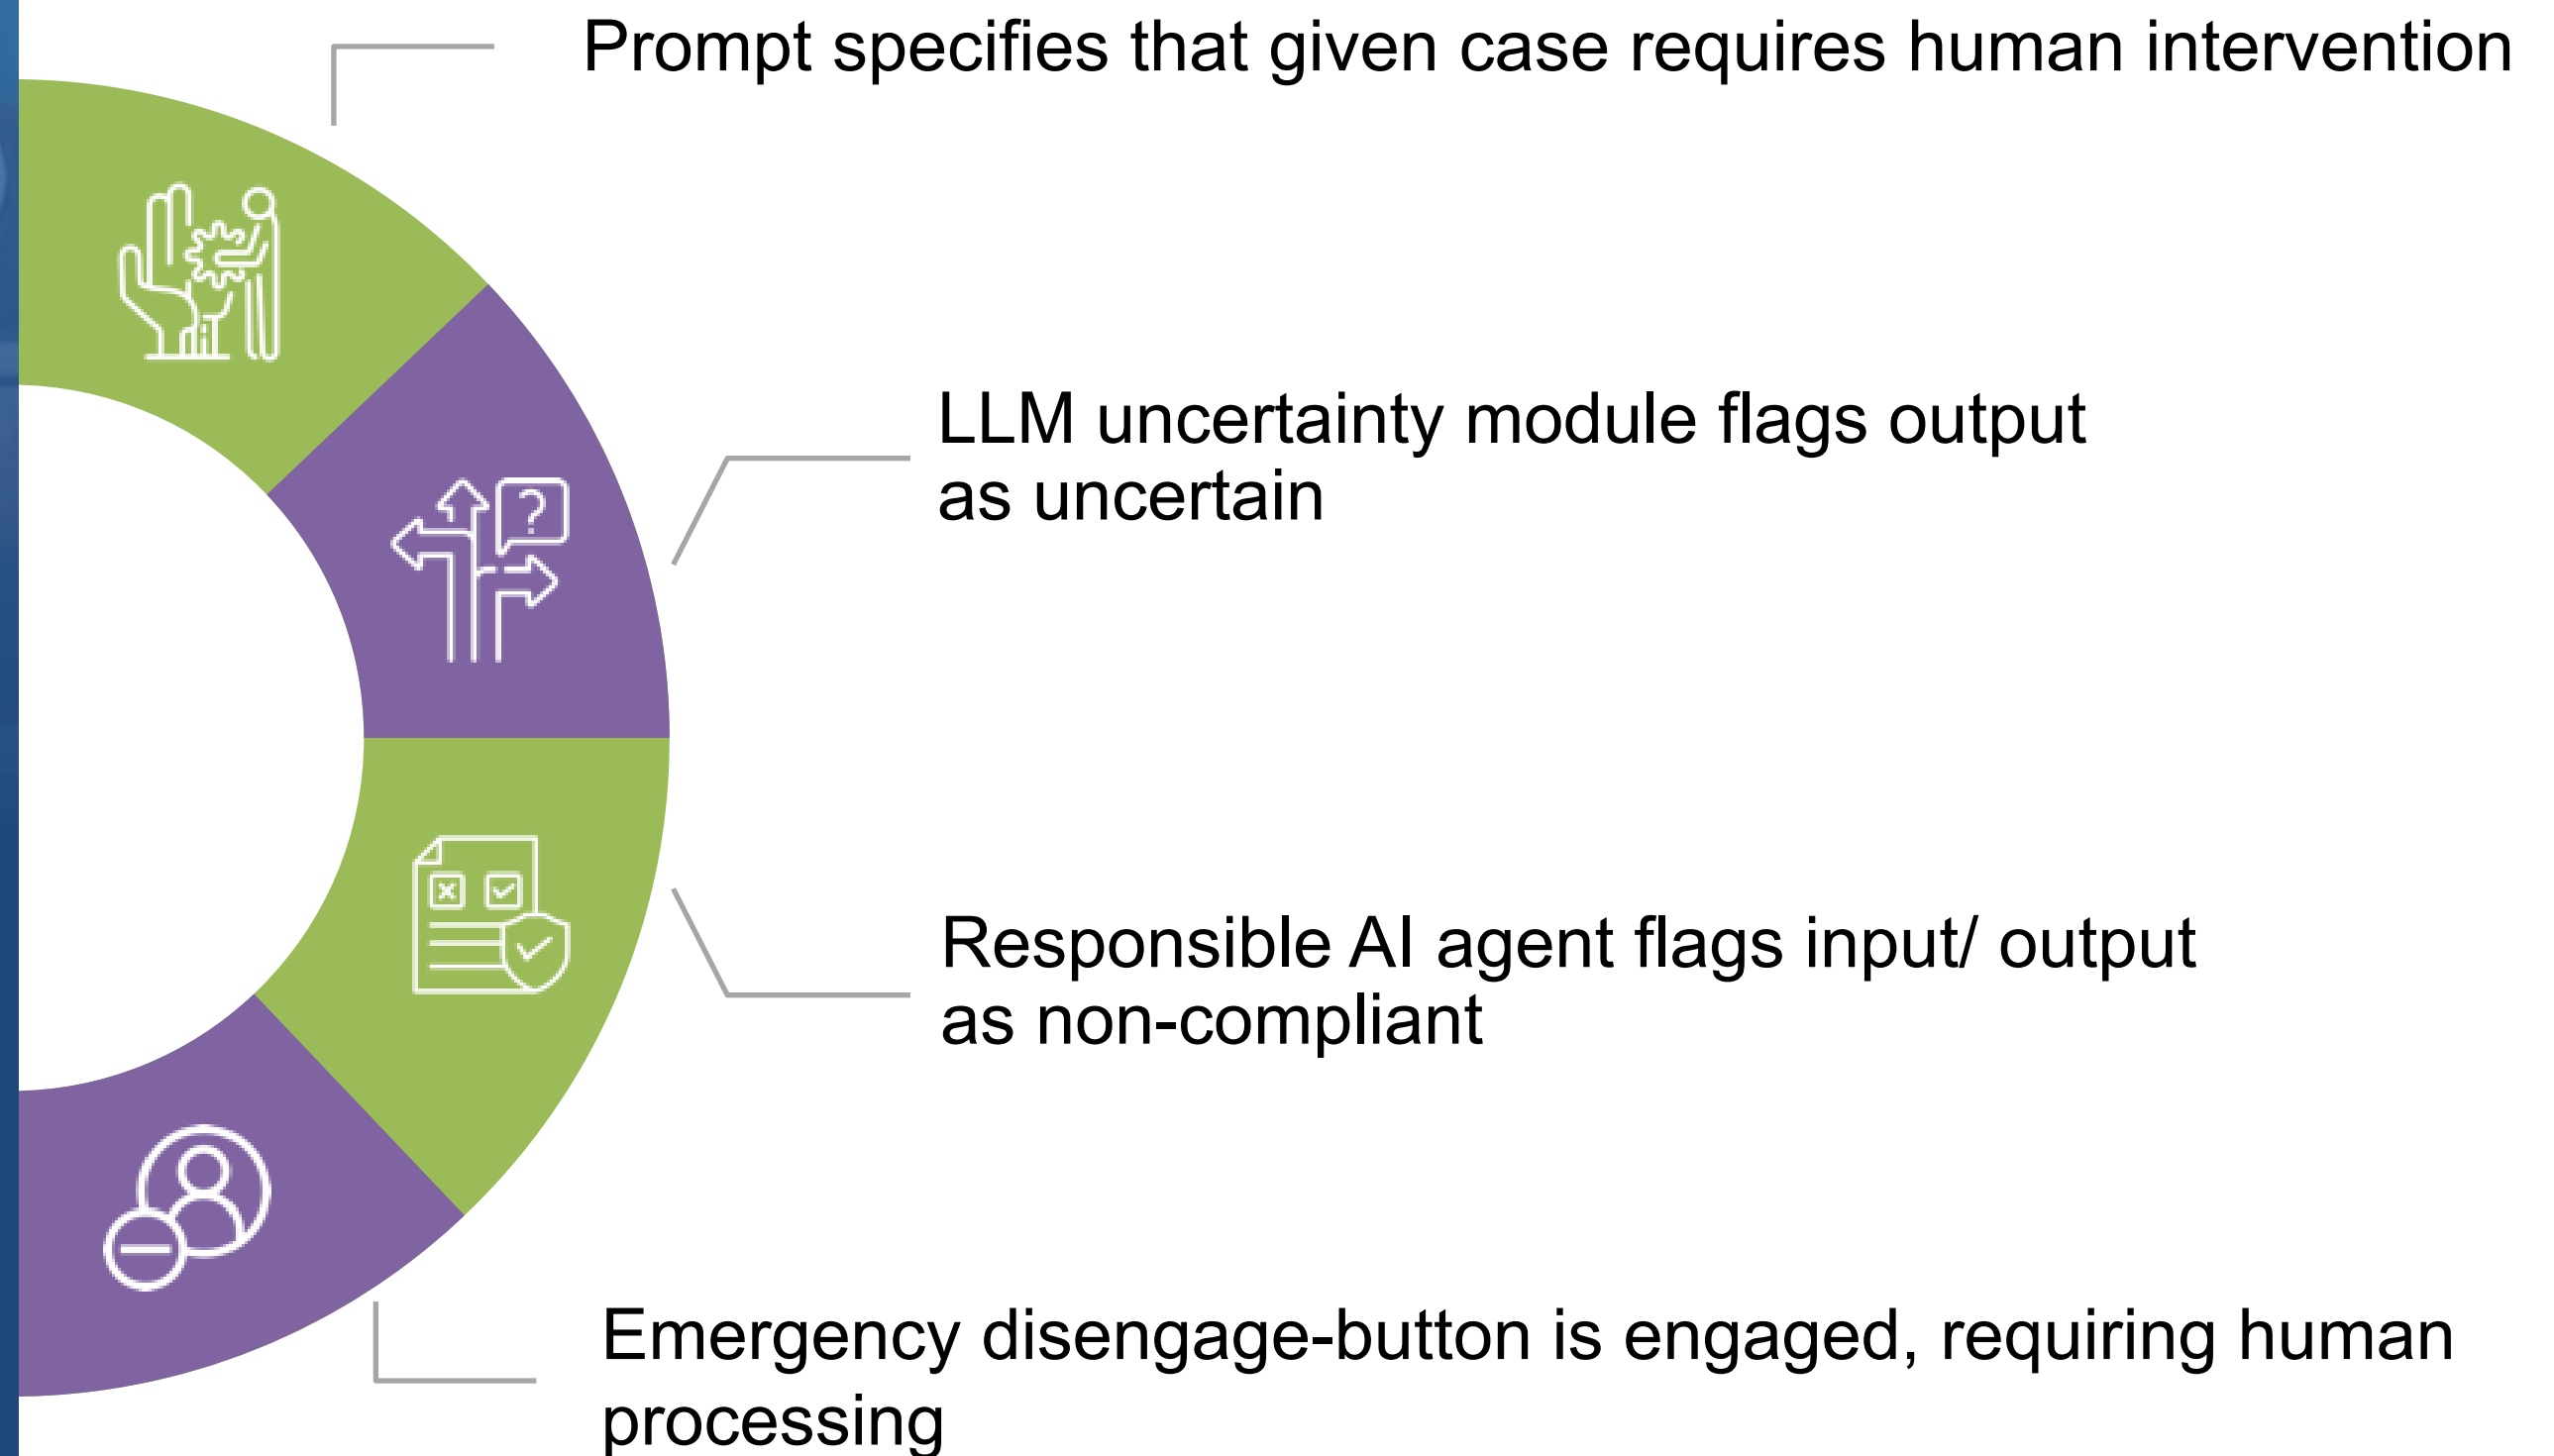 Prompt specifies that given case requires human intervention
LLM uncertainty module flags output
as uncertain
Responsible AI agent flags input/ output
as non-compliant
Emergency disengage-button is engaged, requiring human
processing